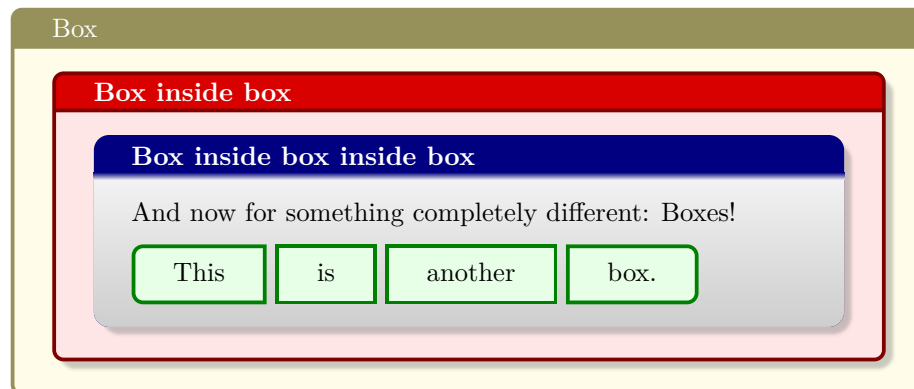 Box
Box inside box
Box inside box inside box
And now for something completely different: Boxes!
This is another box.